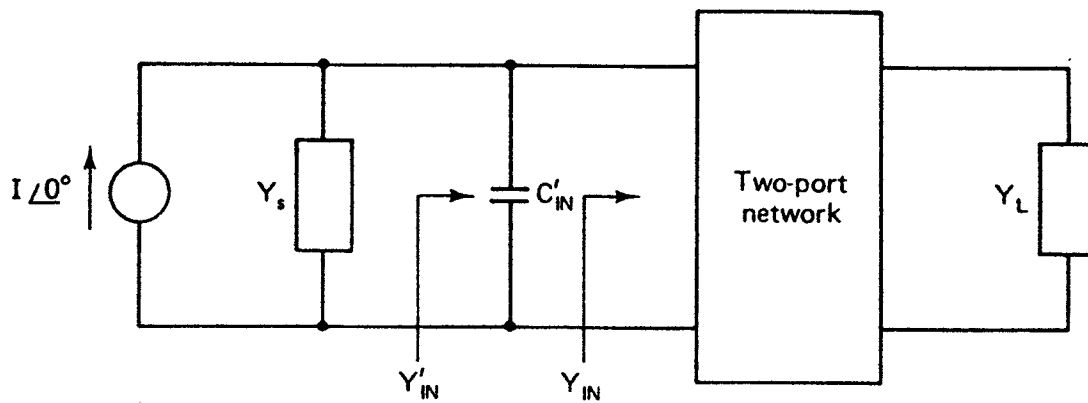 I ∠0°
Y_s
C'_IN
Y'_IN
Y_IN
Two-port
network
Y_L